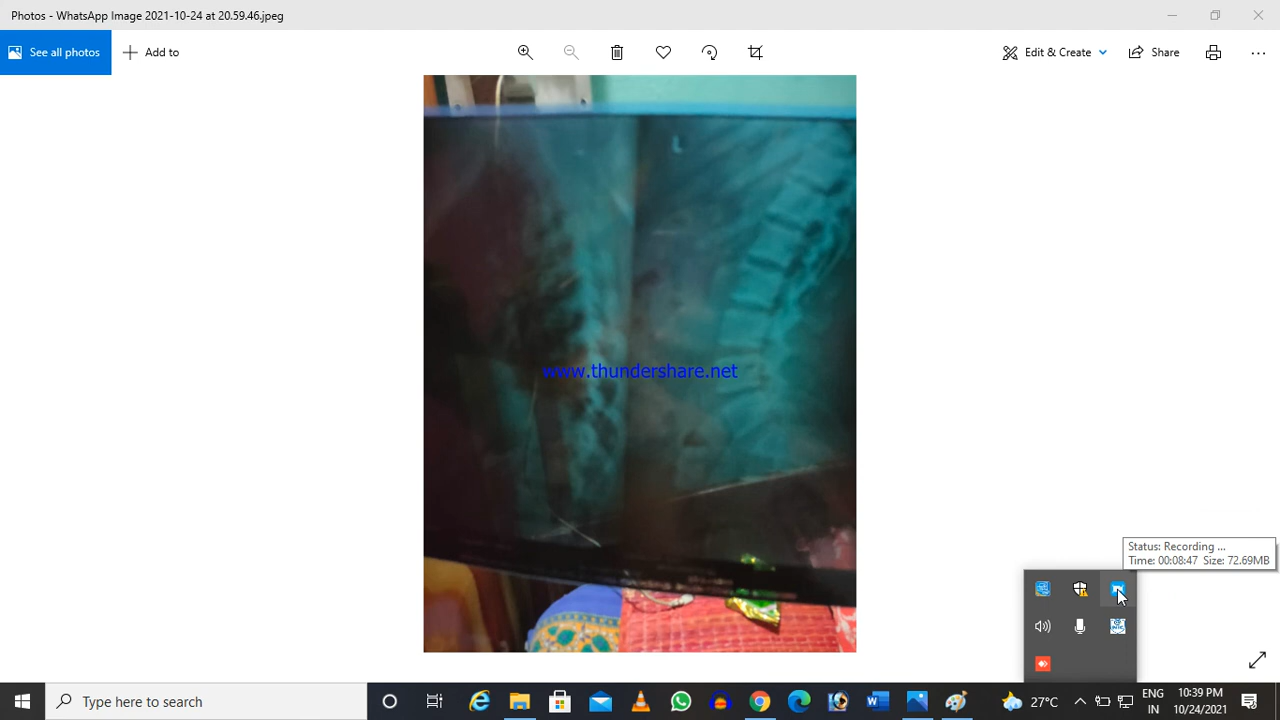 Photos - WhatsApp Image 2021-10-24 at 20.59.46.jpeg
See all photos
Add to
Edit & Create
Share
L
www.thundershare.net
Status: Recording ...
Time: 00:08:47 Size: 72.69MB
Type here to search
27°C
ENG
IN
10:39 PM
10/24/2021